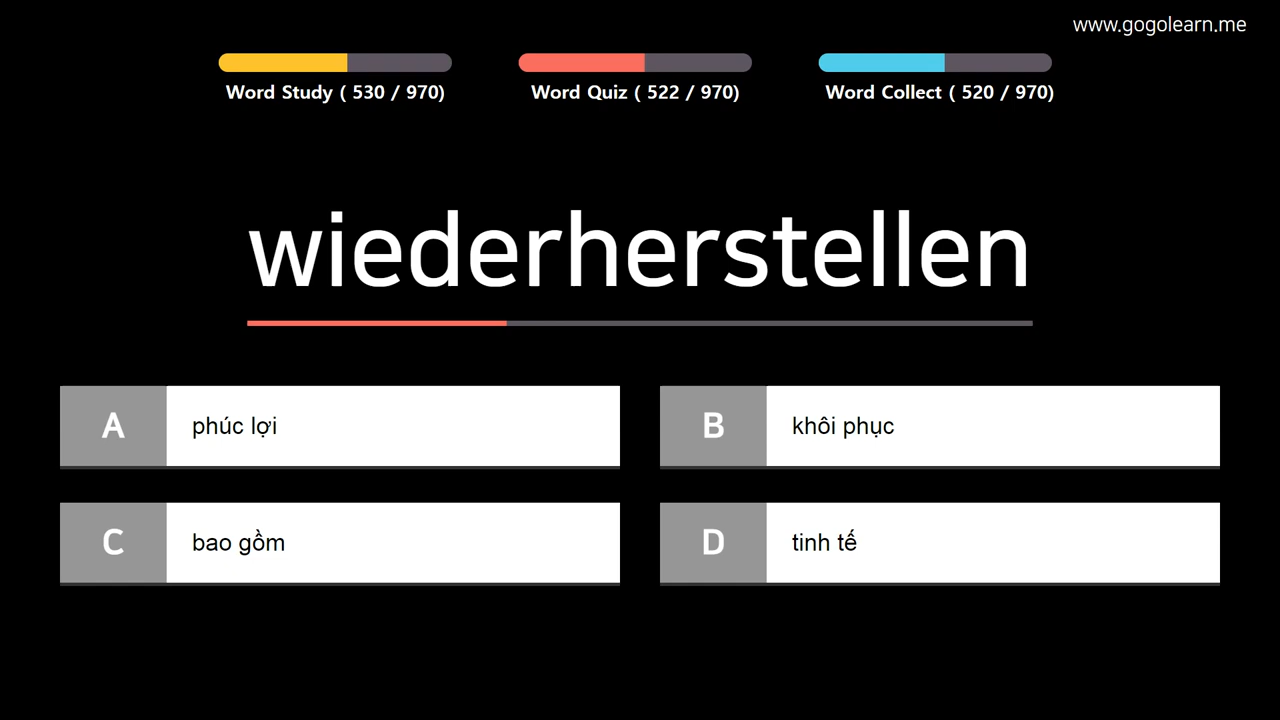 www.gogolearn.me
Word Study ( 530 / 970)
Word Quiz ( 522 / 970)
Word Collect ( 520 / 970)
wiederherstellen
A phúc lợi
B khôi phục
C bao gồm
D tinh tế